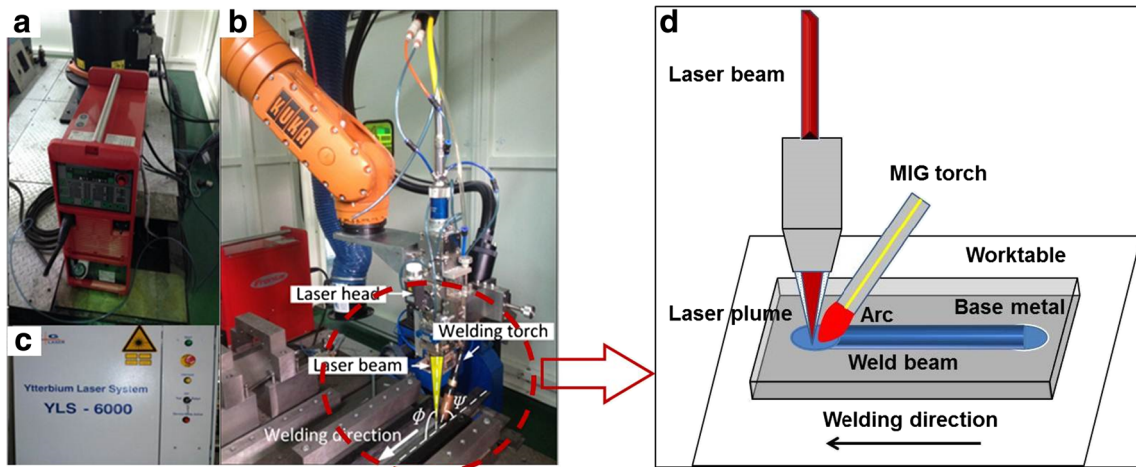 a
b
KUKA
Laser head
Welding torch
Laser beam
ϕ
ψ
Welding direction
c
Ytterbium Laser System
YLS - 6000
d
Laser beam
MIG torch
Worktable
Laser plume
Arc
Base metal
Weld beam
Welding direction